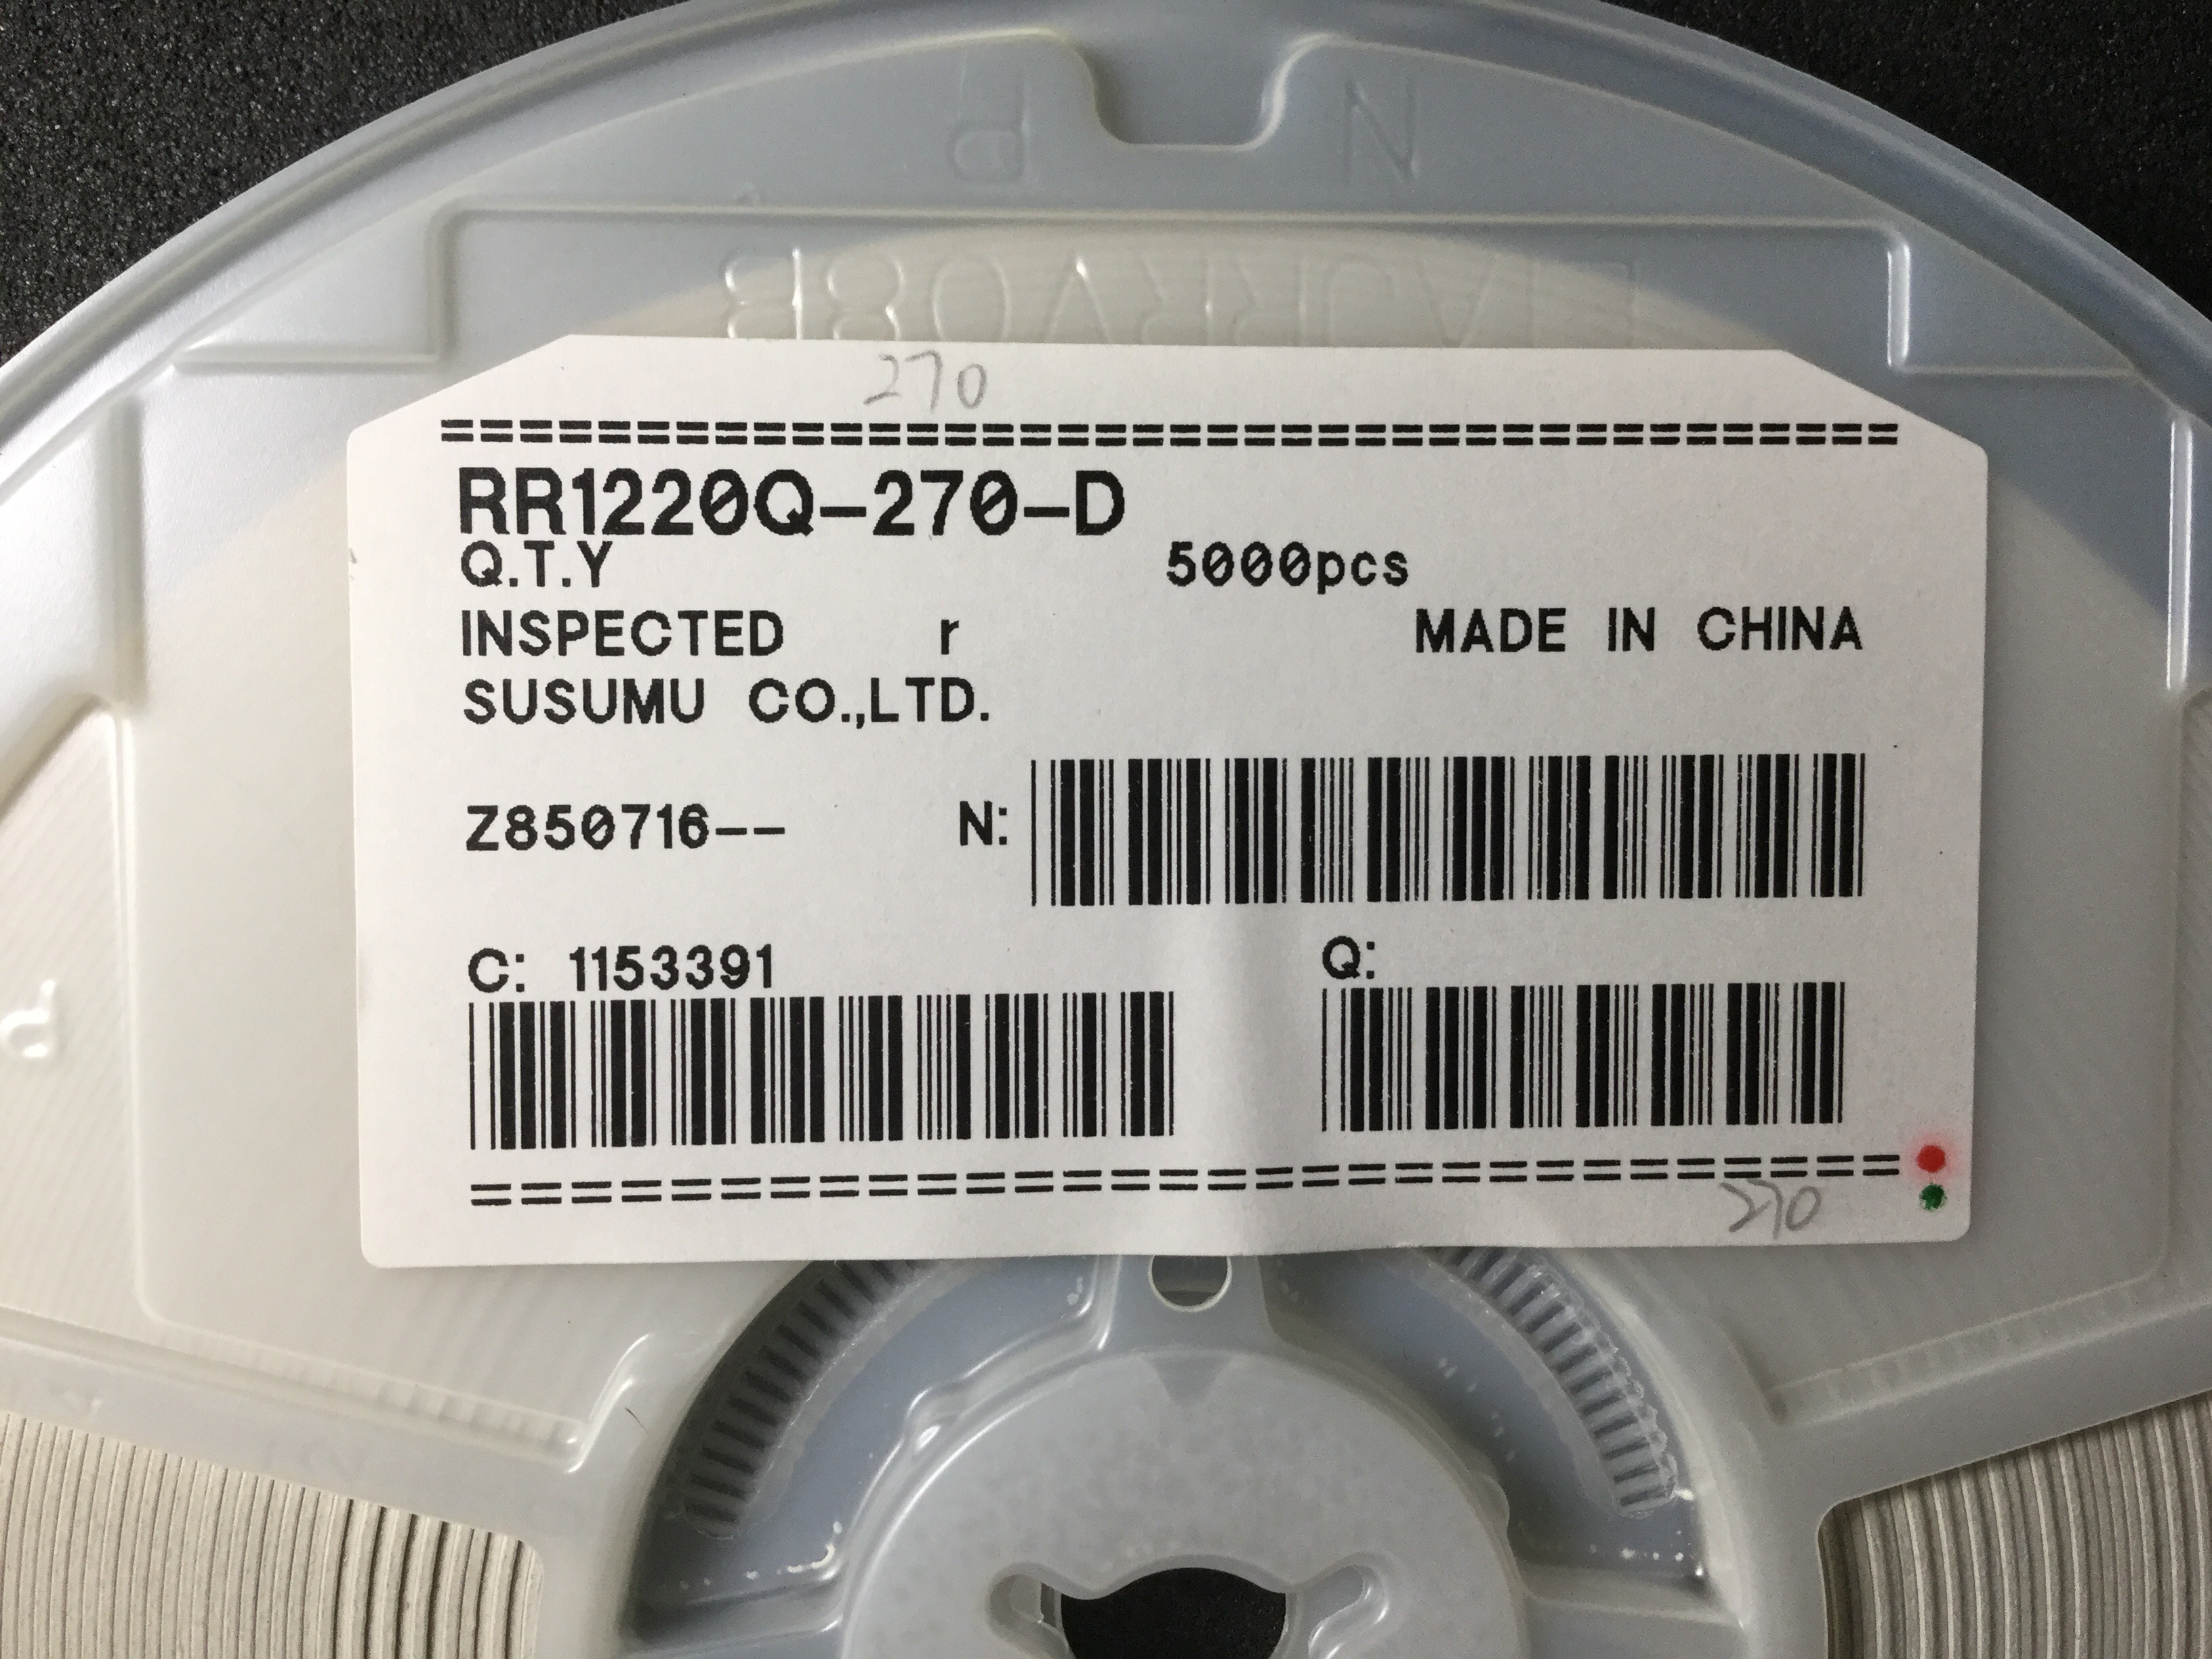 P N
270
==========================================
RR1220Q-270-D
Q.T.Y 5000pcs
INSPECTED r MADE IN CHINA
SUSUMU CO.,LTD.
Z850716-- N:
C: 1153391 Q:
==============================
270